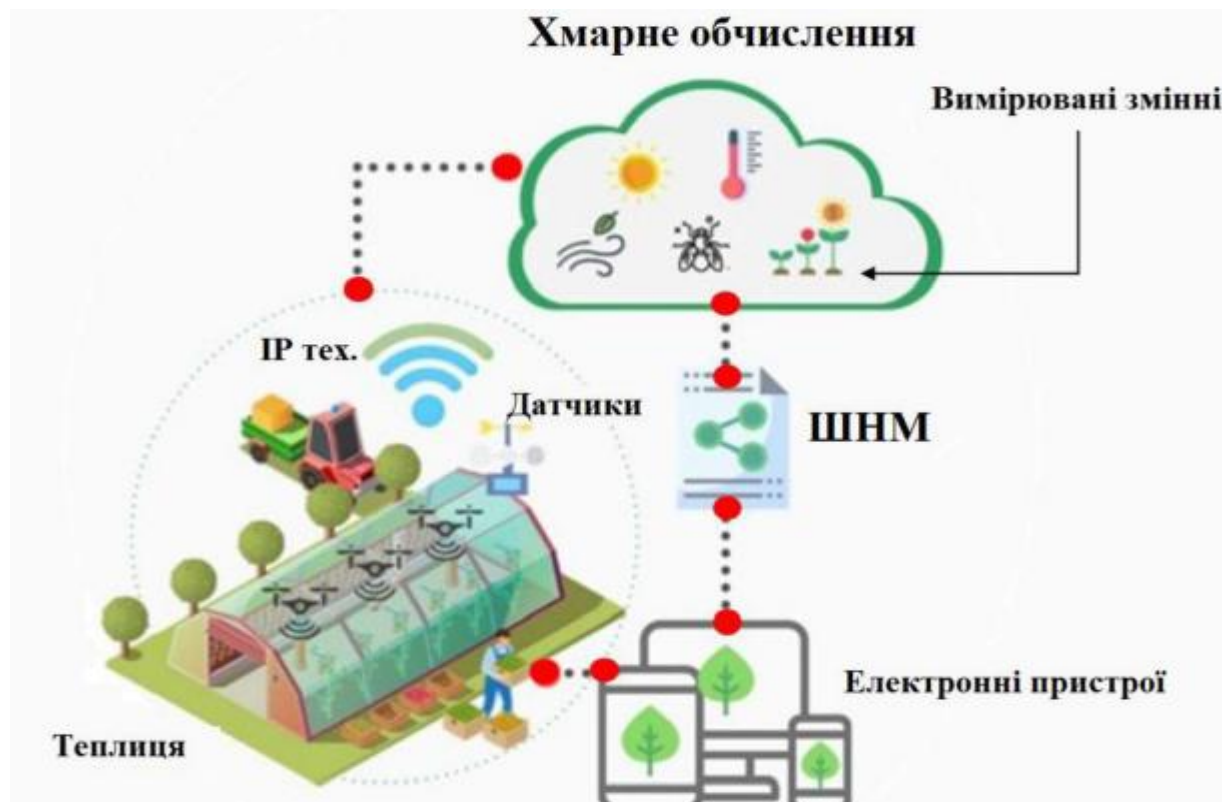 Хмарне обчислення
Вимірювані змінні
IP тех.
Датчики
ШНМ
Електронні пристрої
Теплиця